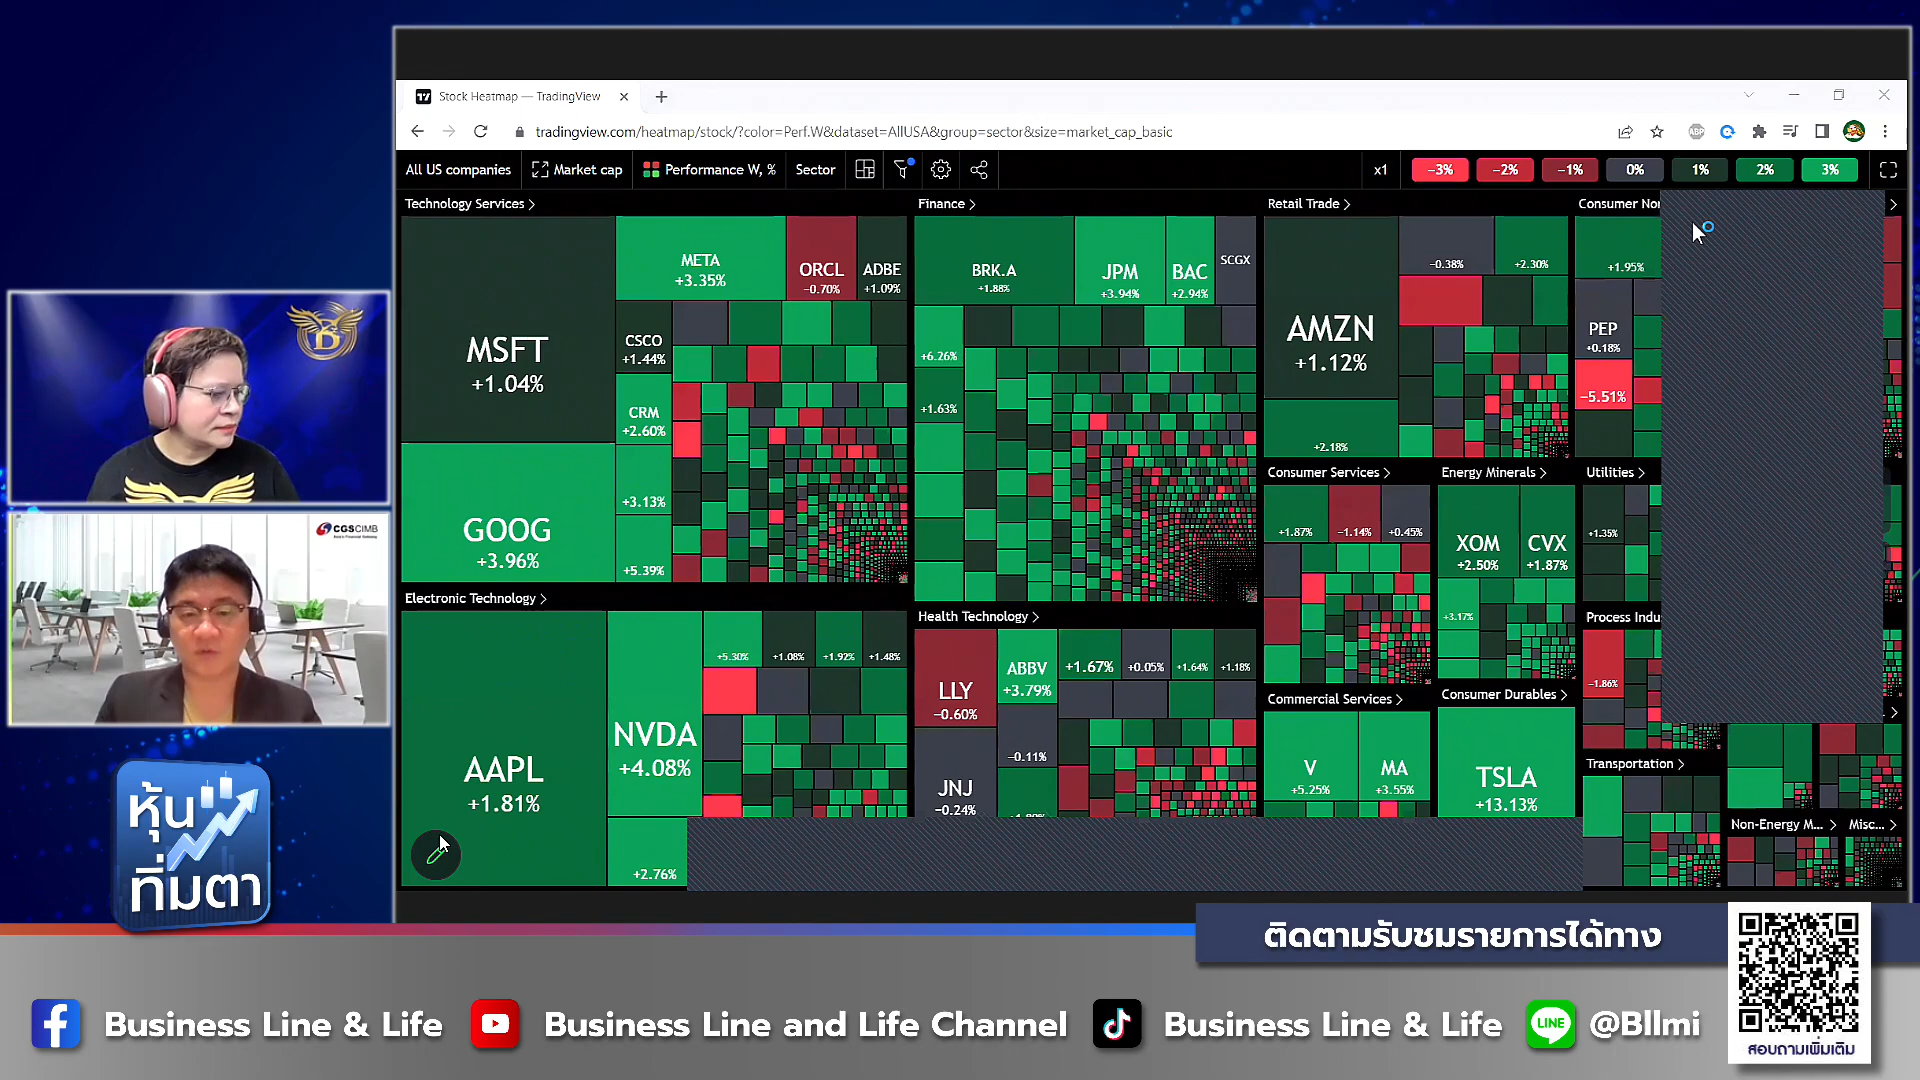 Stock Heatmap — TradingView
tradingview.com/heatmap/stock/?color=Perf.W&dataset=AllUSA&group=sector&size=market_cap_basic
ABP
All US companies
Market cap
Performance W, %
Sector
x1
−3%
−2%
−1%
0%
1%
2%
3%
Technology Services >
MSFT
+1.04%
META
+3.35%
ORCL
−0.70%
ADBE
+1.09%
CSCO
+1.44%
CRM
+2.60%
GOOG
+3.96%
+3.13%
+5.39%
Finance >
BRK.A
+1.88%
JPM
+3.94%
BAC
+2.94%
SCGX
+6.26%
+1.63%
Retail Trade >
AMZN
+1.12%
−0.38%
+2.30%
+2.18%
Consumer Nor
+1.95%
PEP
+0.18%
−5.51%
Consumer Services >
+1.87%
−1.14%
+0.45%
Energy Minerals >
XOM
+2.50%
CVX
+1.87%
+3.17%
Utilities >
+1.35%
Electronic Technology >
AAPL
+1.81%
NVDA
+4.08%
+5.30%
+1.08%
+1.92%
+1.48%
+2.76%
Health Technology >
LLY
−0.60%
ABBV
+3.79%
+1.67%
+0.05%
+1.64%
+1.18%
−0.11%
JNJ
−0.24%
Process Indu
−1.86%
Commercial Services >
V
+5.25%
MA
+3.55%
Consumer Durables >
TSLA
+13.13%
Transportation >
Non-Energy M... >
Misc... >
CGS CIMB
หุ้น
ทิ่มตา
ติดตามรับชมรายการได้ทาง
Business Line & Life
Business Line and Life Channel
Business Line & Life
LINE
@Bllmi
สอบถามเพิ่มเติม